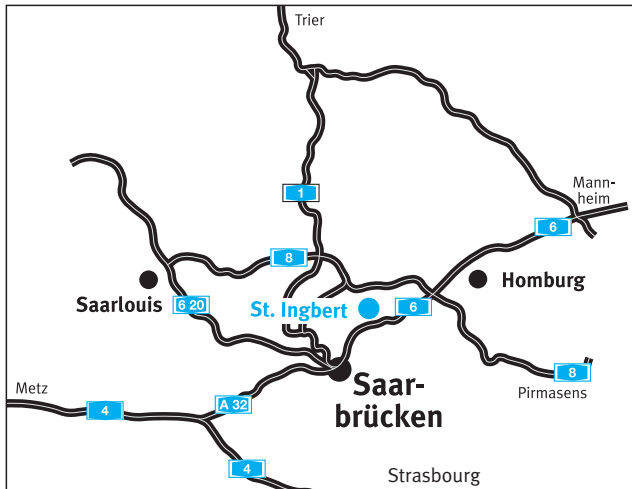 Trier
Mann-
heim
1
6
8
Homburg
Saarlouis
6 20
St. Ingbert
6
Saar-
brücken
8
Pirmasens
Metz
4
A 32
4
Strasbourg